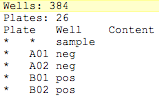 Wells: 384
Plates: 26
Plate Well Content
* * sample
* A01 neg
* A02 neg
* B01 pos
* B02 pos